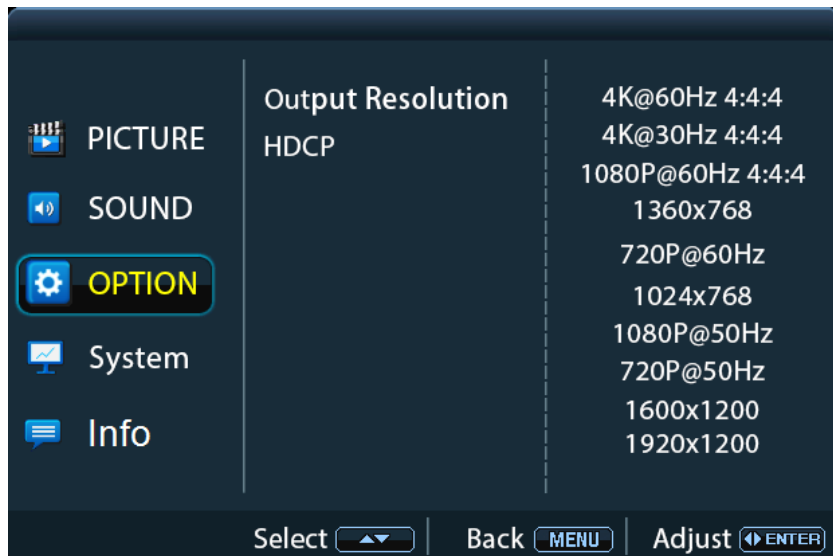 PICTURE
SOUND
OPTION
System
Info
Output Resolution
HDCP
4K@60Hz 4:4:4
4K@30Hz 4:4:4
1080P@60Hz 4:4:4
1360x768
720P@60Hz
1024x768
1080P@50Hz
720P@50Hz
1600x1200
1920x1200
Select Back MENU Adjust ENTER